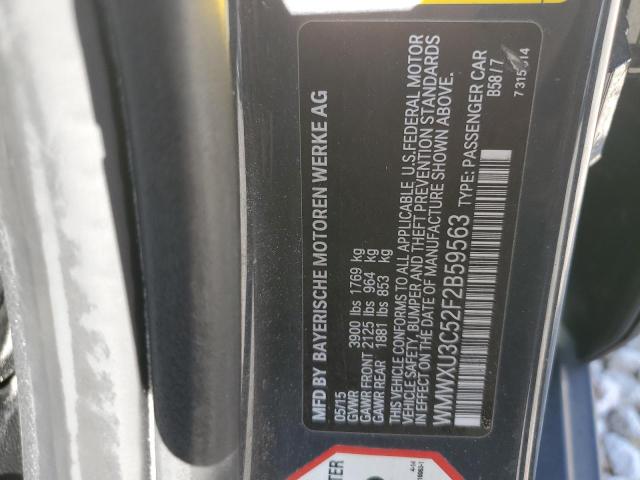 MFD BY BAYERISCHE MOTOREN WERKE AG
05/15
GVWR 3900 lbs 1769 kg
GAWR FRONT 2125 lbs 964 kg
GAWR REAR 1881 lbs 853 kg
THIS VEHICLE CONFORMS TO ALL APPLICABLE U.S.FEDERAL MOTOR
VEHICLE SAFETY, BUMPER AND THEFT PREVENTION STANDARDS
IN EFFECT ON THE DATE OF MANUFACTURE SHOWN ABOVE.
WMWXU3C52F2B59563 TYPE: PASSENGER CAR
B58/7